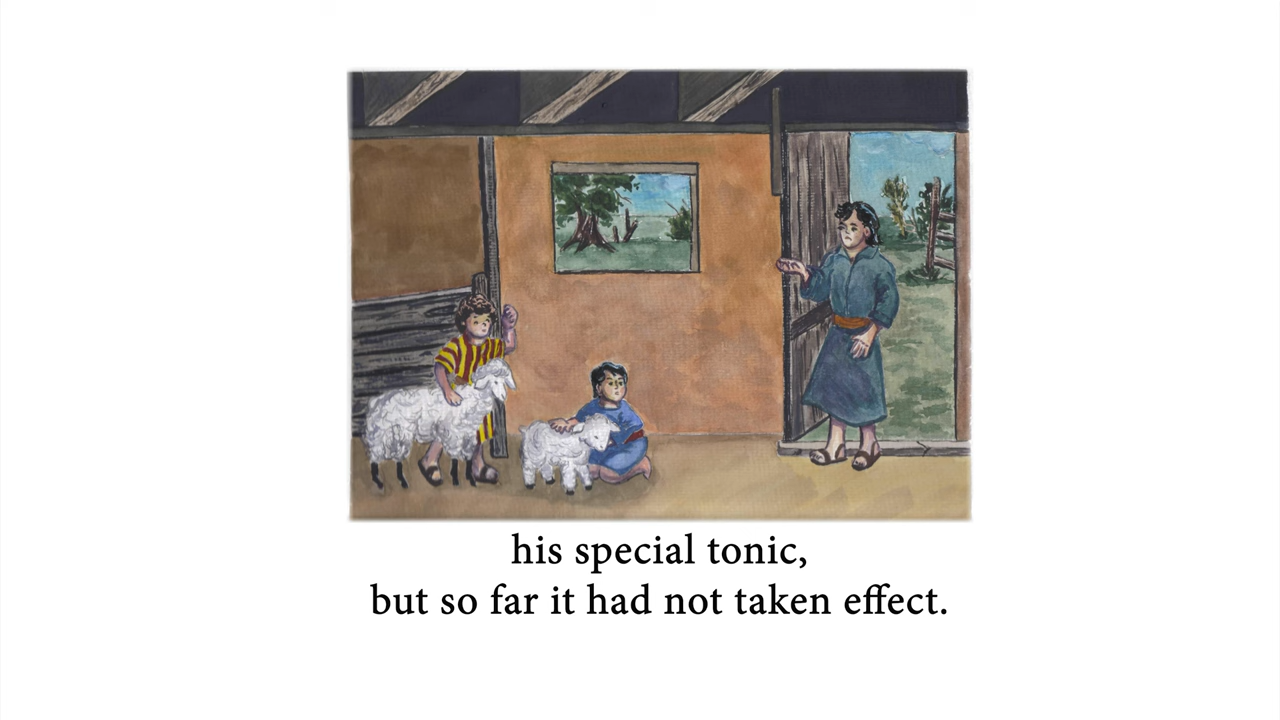 his special tonic,
but so far it had not taken effect.